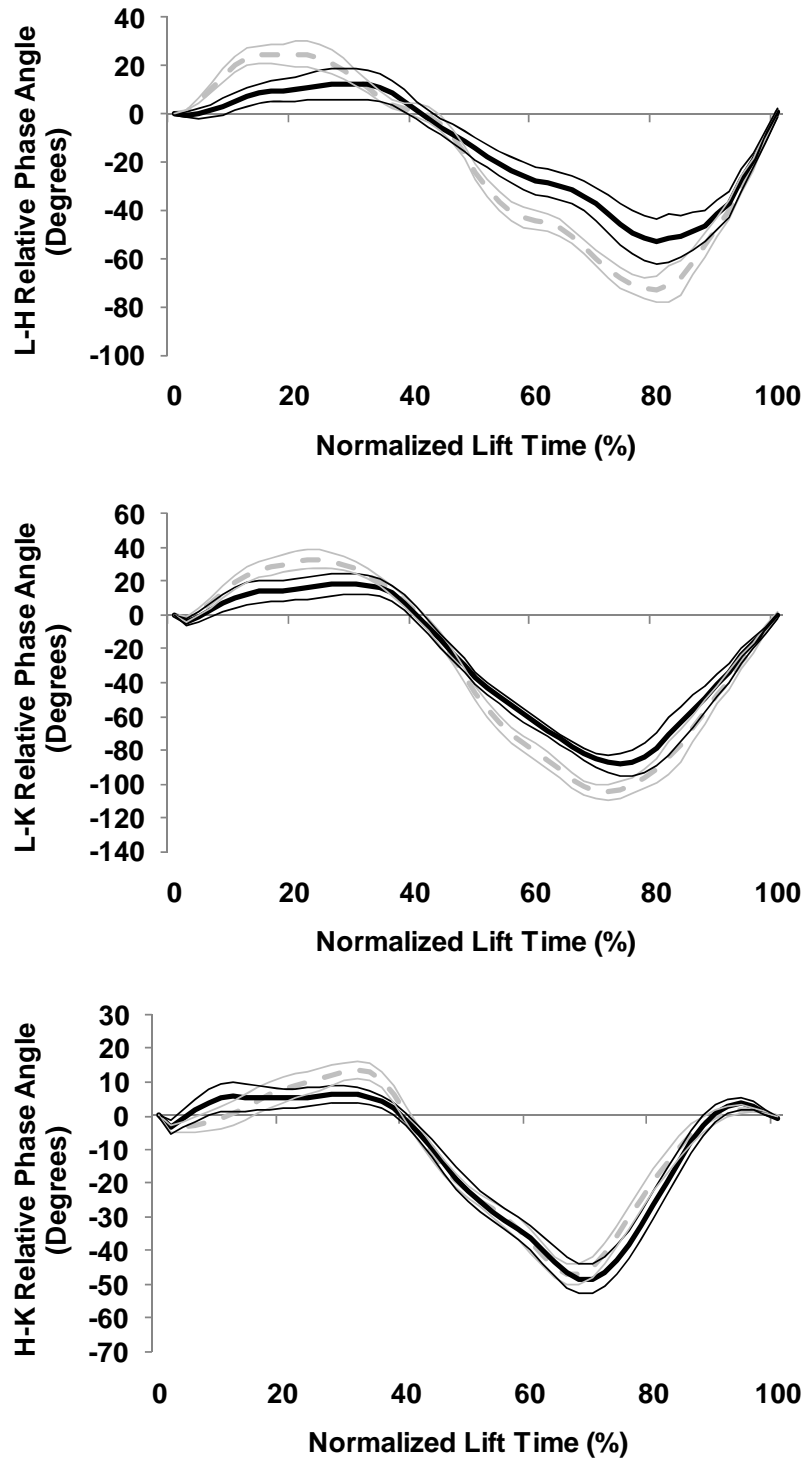 L-H Relative Phase Angle
(Degrees)
40
20
0
-20
-40
-60
-80
-100
0 20 40 60 80 100
Normalized Lift Time (%)
L-K Relative Phase Angle
(Degrees)
60
40
20
0
-20
-40
-60
-80
-100
-120
-140
0 20 40 60 80 100
Normalized Lift Time (%)
H-K Relative Phase Angle
(Degrees)
30
20
10
0
-10
-20
-30
-40
-50
-60
-70
0 20 40 60 80 100
Normalized Lift Time (%)